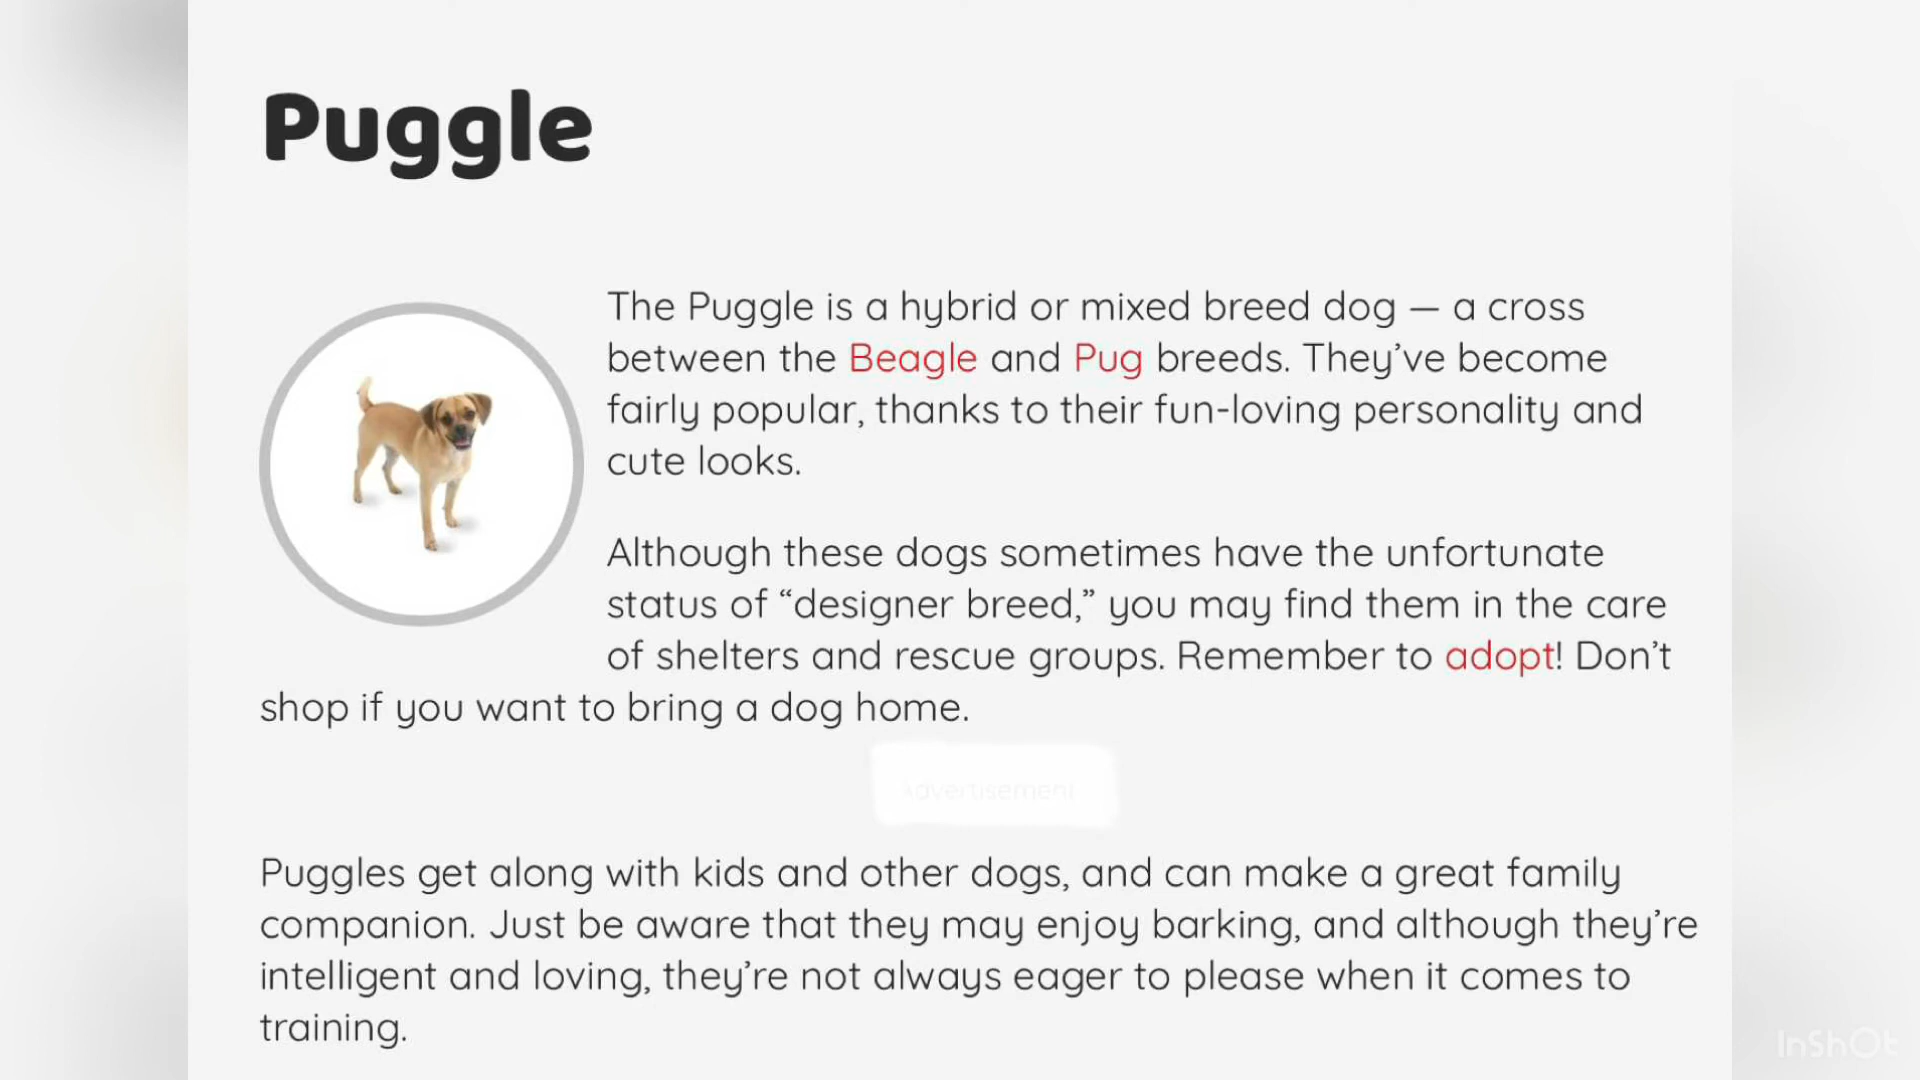 Puggle
The Puggle is a hybrid or mixed breed dog — a cross
between the Beagle and Pug breeds. They’ve become
fairly popular, thanks to their fun-loving personality and
cute looks.
Although these dogs sometimes have the unfortunate
status of “designer breed,” you may find them in the care
of shelters and rescue groups. Remember to adopt! Don’t
shop if you want to bring a dog home.
Advertisement
Puggles get along with kids and other dogs, and can make a great family
companion. Just be aware that they may enjoy barking, and although they’re
intelligent and loving, they’re not always eager to please when it comes to
training.
InShOt